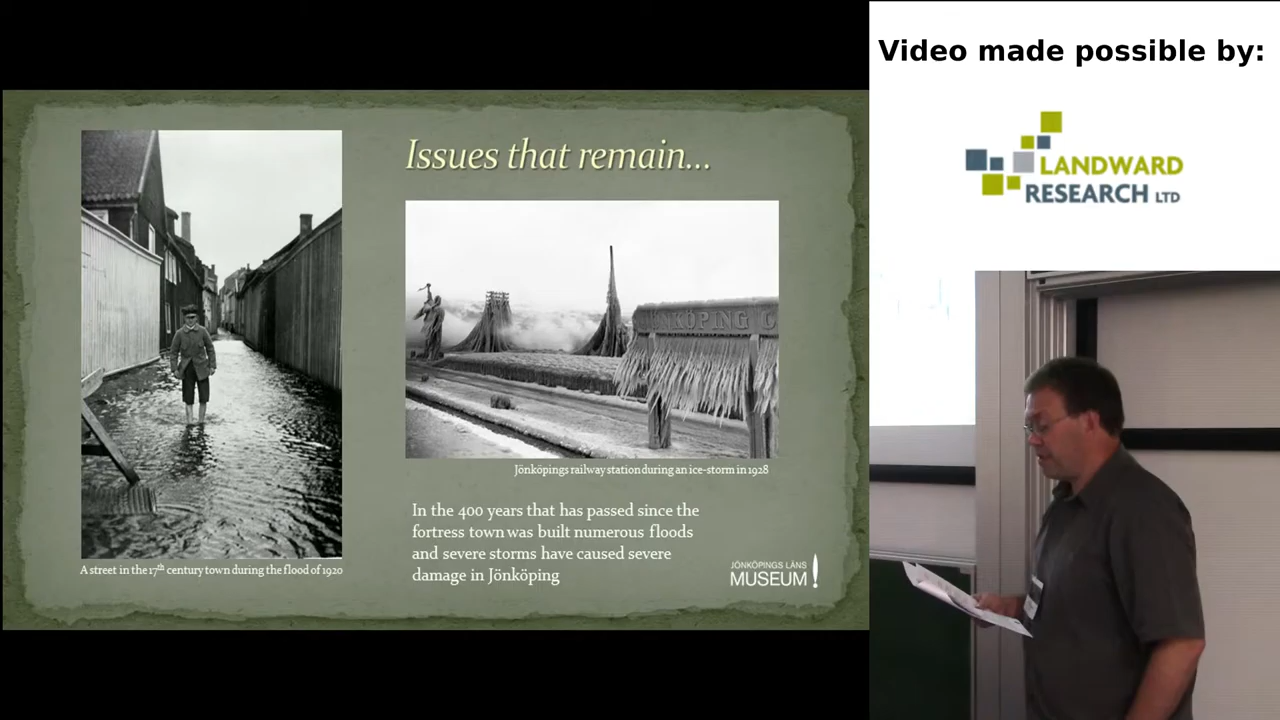 Video made possible by:
LANDWARD
RESEARCH LTD
Issues that remain...
KÖPING
Jönköpings railway station during an ice-storm in 1928
In the 400 years that has passed since the
fortress town was built numerous floods
and severe storms have caused severe
damage in Jönköping
A street in the 17th century town during the flood of 1920
JÖNKÖPINGS LÄNS
MUSEUM!